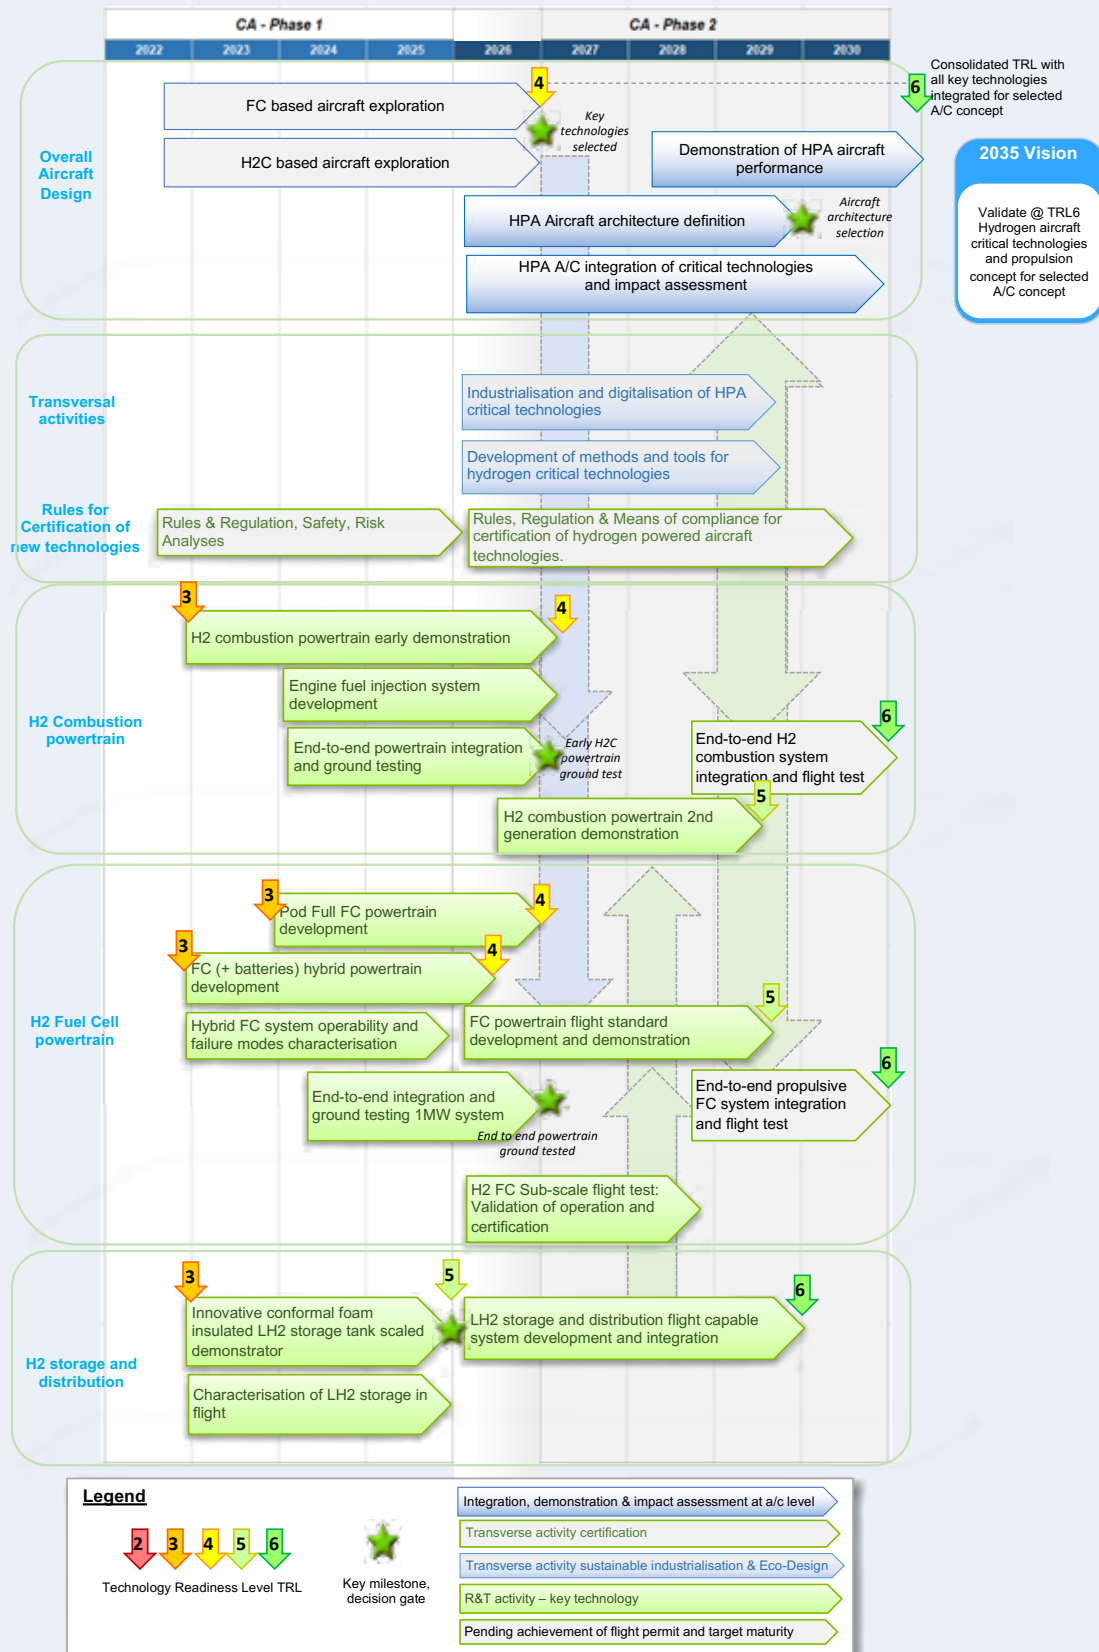 CA - Phase 1
CA - Phase 2
2022
2023
2024
2025
2026
2027
2028
2029
2030
Overall
Aircraft
Design
FC based aircraft exploration
4
6
Consolidated TRL with
all key technologies
integrated for selected
A/C concept
Key
technologies
selected
H2C based aircraft exploration
Demonstration of HPA aircraft
performance
HPA Aircraft architecture definition
Aircraft
architecture
selection
HPA A/C integration of critical technologies
and impact assessment
2035 Vision
Validate @ TRL6
Hydrogen aircraft
critical technologies
and propulsion
concept for selected
A/C concept
Transversal
activities
Industrialisation and digitalisation of HPA
critical technologies
Development of methods and tools for
hydrogen critical technologies
Rules for
Certification of
new technologies
Rules & Regulation, Safety, Risk
Analyses
Rules, Regulation & Means of compliance for
certification of hydrogen powered aircraft
technologies.
H2 Combustion
powertrain
3
H2 combustion powertrain early demonstration
4
Engine fuel injection system
development
End-to-end powertrain integration
and ground testing
Early H2C
powertrain
ground test
6
End-to-end H2
combustion system
integration and flight test
5
H2 combustion powertrain 2nd
generation demonstration
H2 Fuel Cell
powertrain
3
Pod Full FC powertrain
development
4
3
FC (+ batteries) hybrid powertrain
development
4
Hybrid FC system operability and
failure modes characterisation
FC powertrain flight standard
development and demonstration
5
End-to-end integration and
ground testing 1MW system
End to end powertrain
ground tested
6
End-to-end propulsive
FC system integration
and flight test
H2 FC Sub-scale flight test:
Validation of operation and
certification
H2 storage and
distribution
3
Innovative conformal foam
insulated LH2 storage tank scaled
demonstrator
5
LH2 storage and distribution flight capable
system development and integration
6
Characterisation of LH2 storage in
flight
Legend
2
3
4
5
6
Technology Readiness Level TRL
Key milestone,
decision gate
Integration, demonstration & impact assessment at a/c level
Transverse activity certification
Transverse activity sustainable industrialisation & Eco-Design
R&T activity – key technology
Pending achievement of flight permit and target maturity